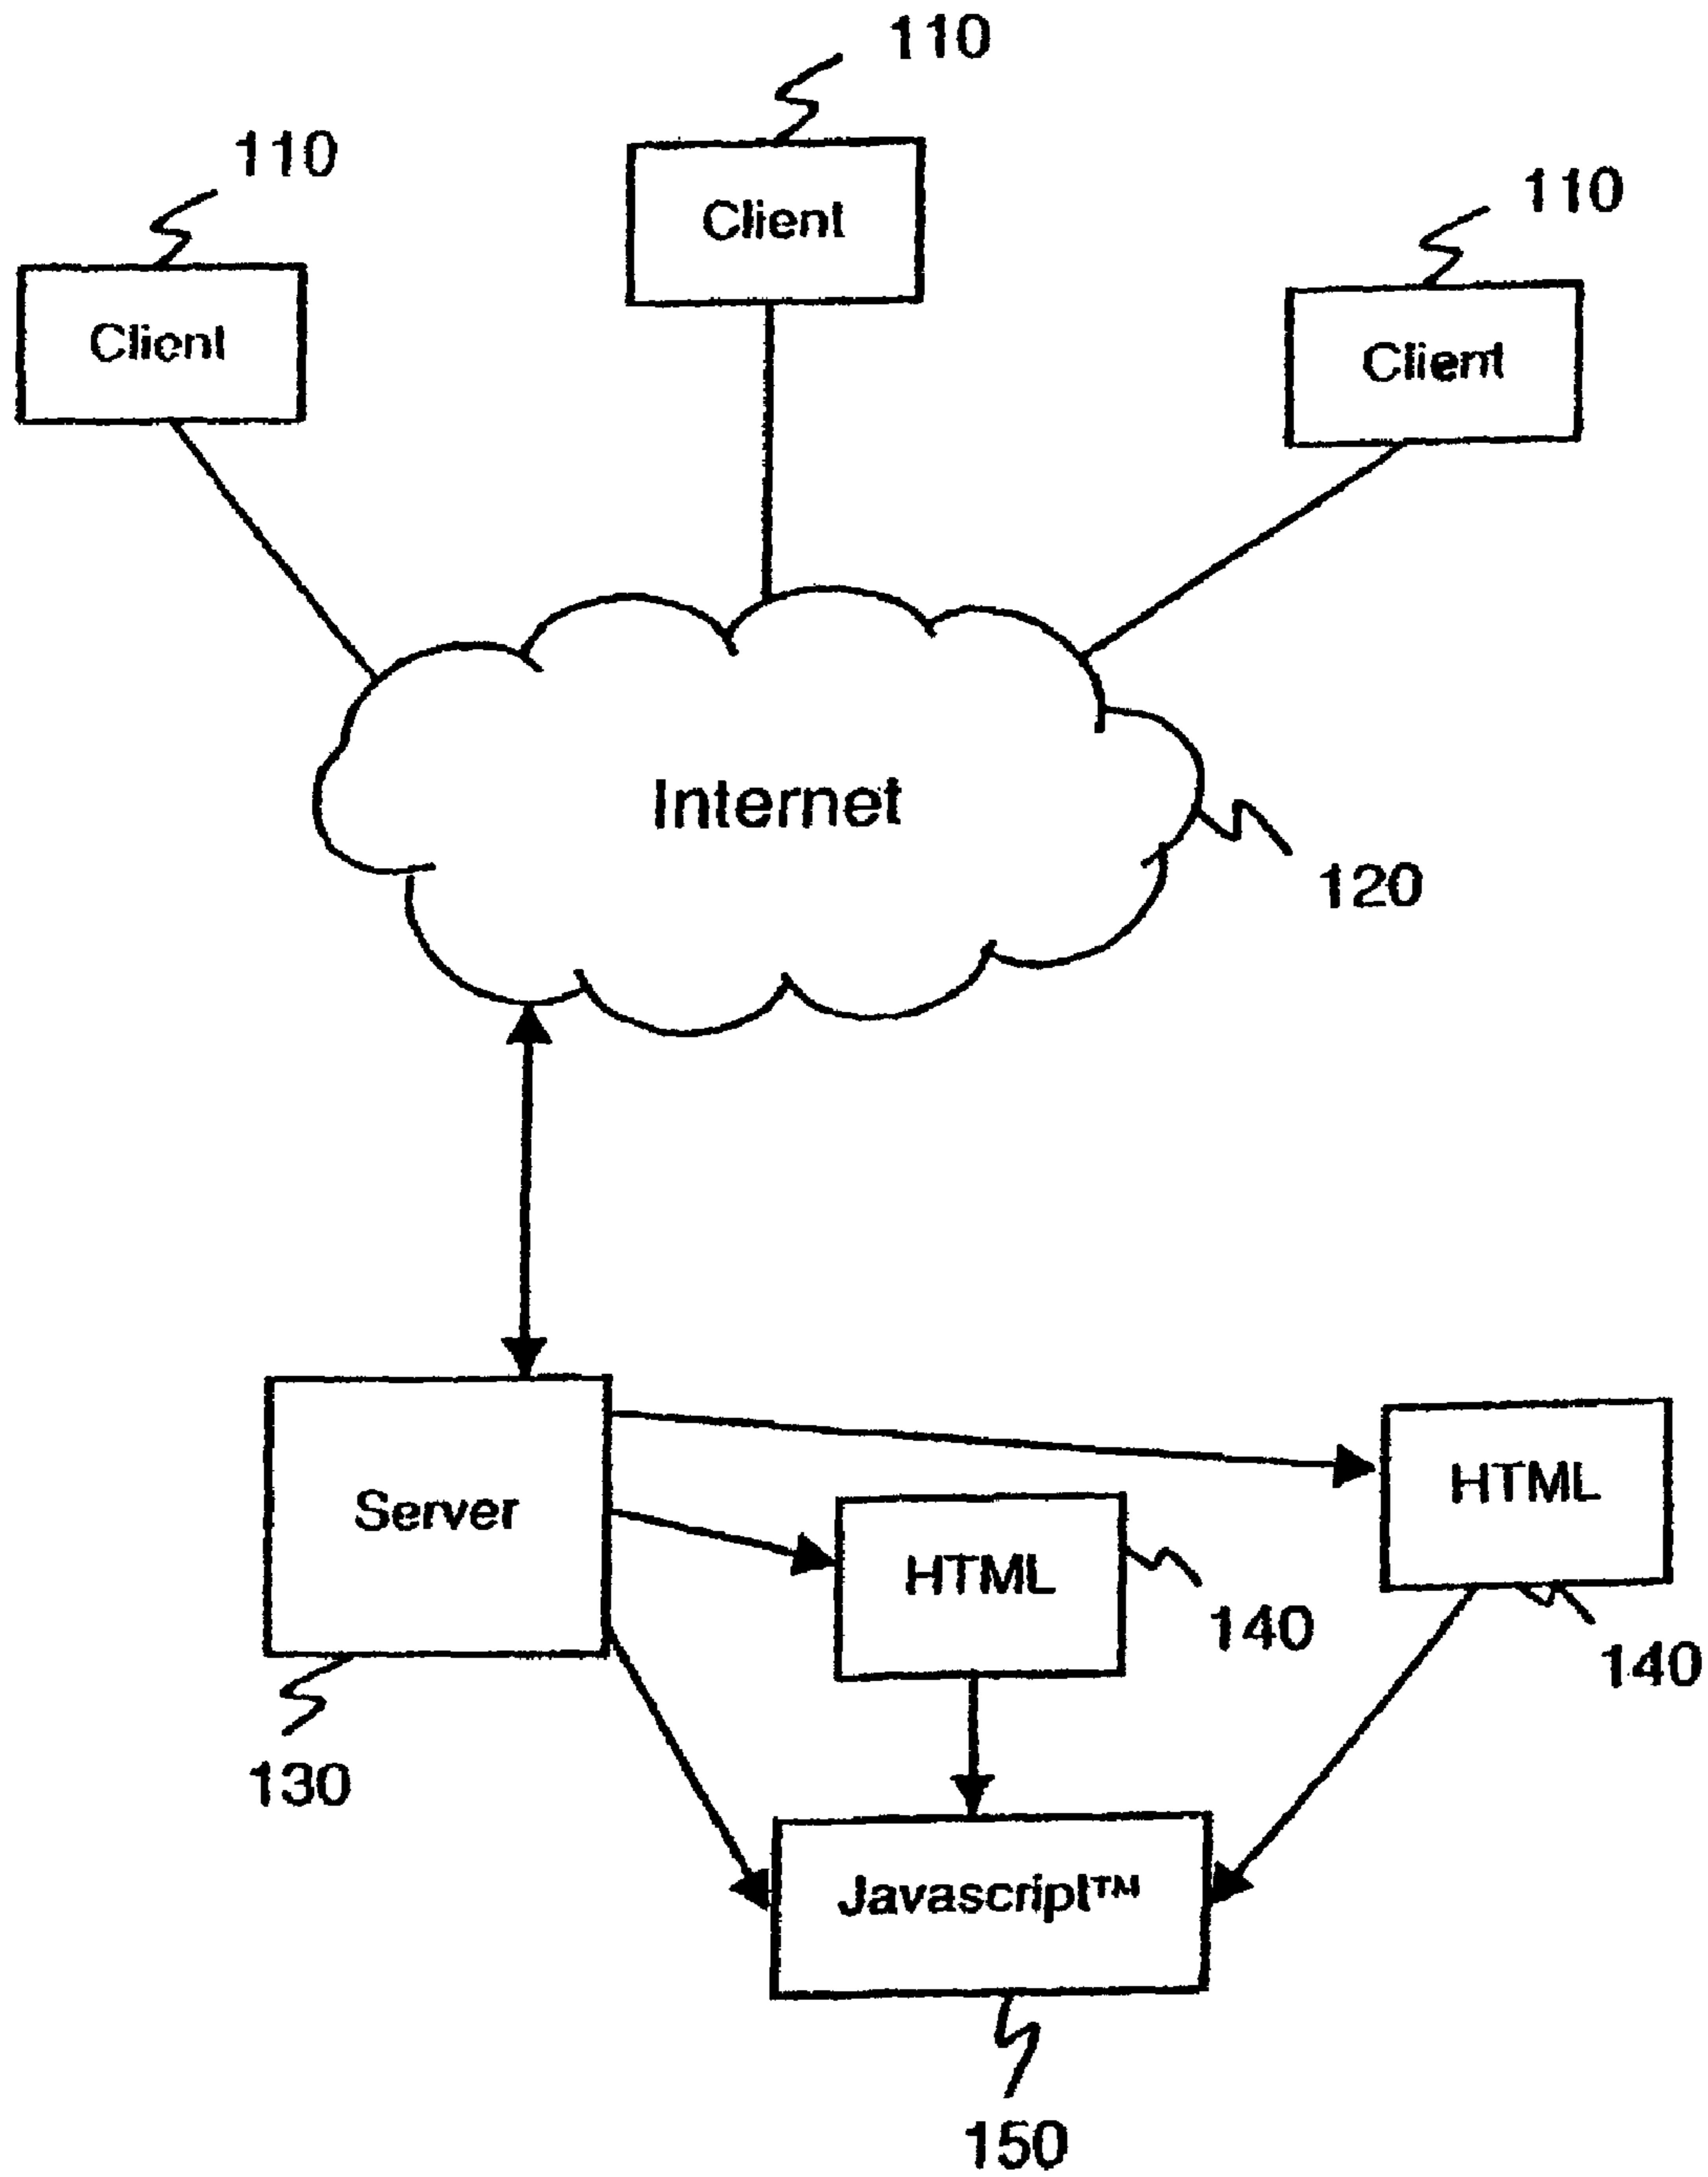 110
110
110
Client
Client
Client
Internet
120
Server
HTML
HTML
140
140
130
Javascript™
150